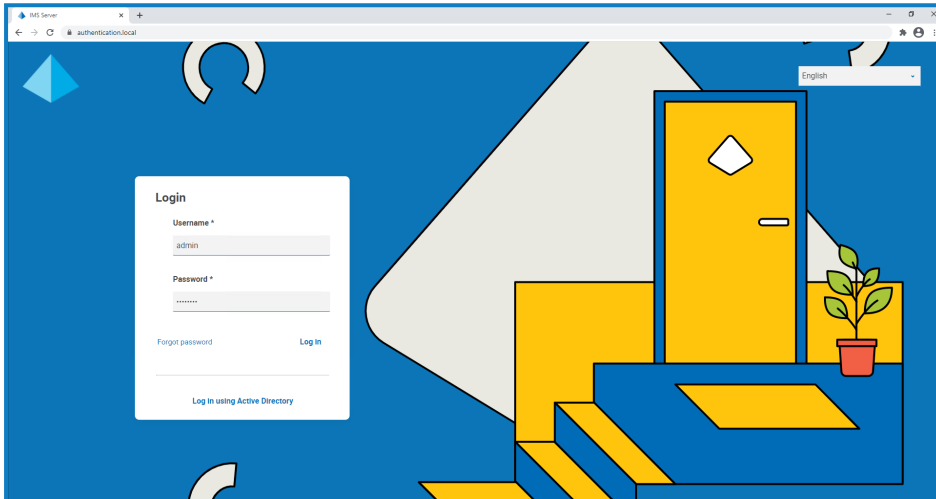 IMS Server
authentication.local
English
Login
Username *
admin
Password *
........
Forgot password
Log in
Log in using Active Directory